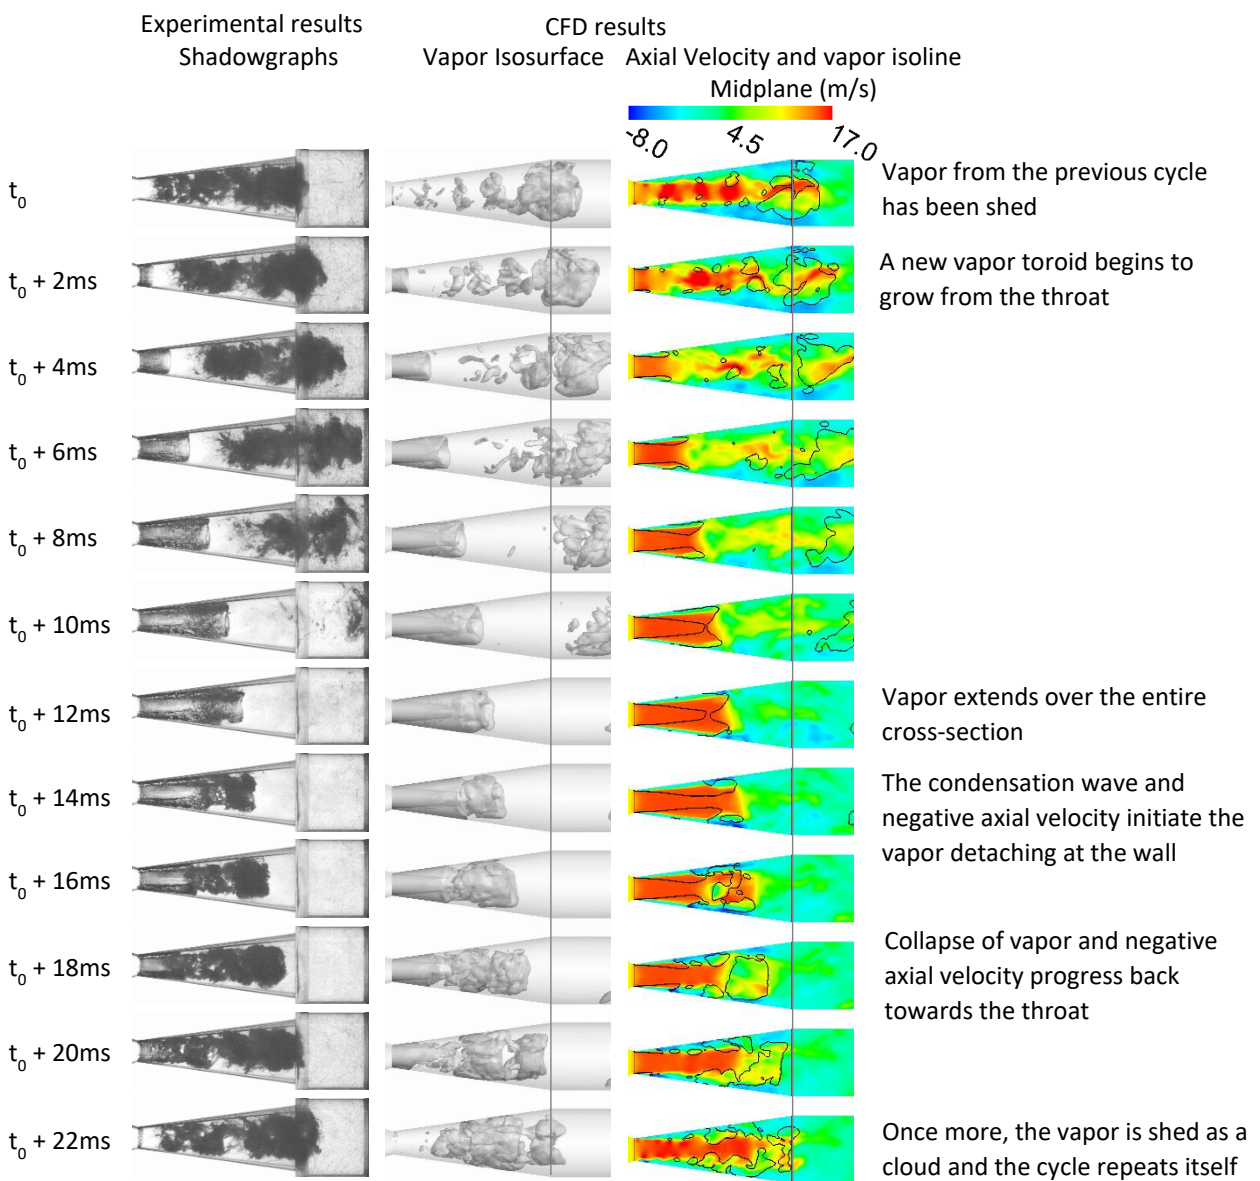 Experimental results
Shadowgraphs
CFD results
Vapor Isosurface
Axial Velocity and vapor isoline
Midplane (m/s)
-8.0 4.5 17.0
t0
Vapor from the previous cycle
has been shed
t0 + 2ms
A new vapor toroid begins to
grow from the throat
t0 + 4ms
t0 + 6ms
t0 + 8ms
t0 + 10ms
t0 + 12ms
Vapor extends over the entire
cross-section
t0 + 14ms
The condensation wave and
negative axial velocity initiate the
vapor detaching at the wall
t0 + 16ms
t0 + 18ms
Collapse of vapor and negative
axial velocity progress back
towards the throat
t0 + 20ms
t0 + 22ms
Once more, the vapor is shed as a
cloud and the cycle repeats itself